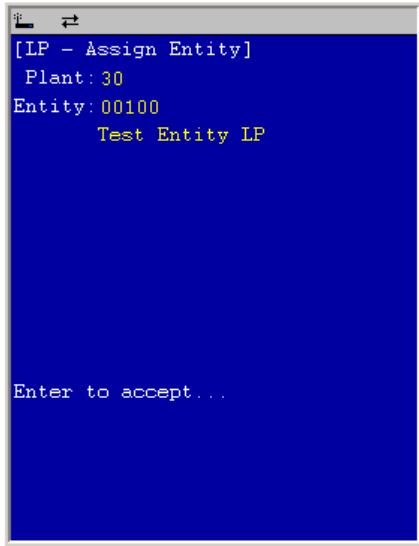 [LP - Assign Entity]
Plant:30
Entity:00100
Test Entity LP
Enter to accept...